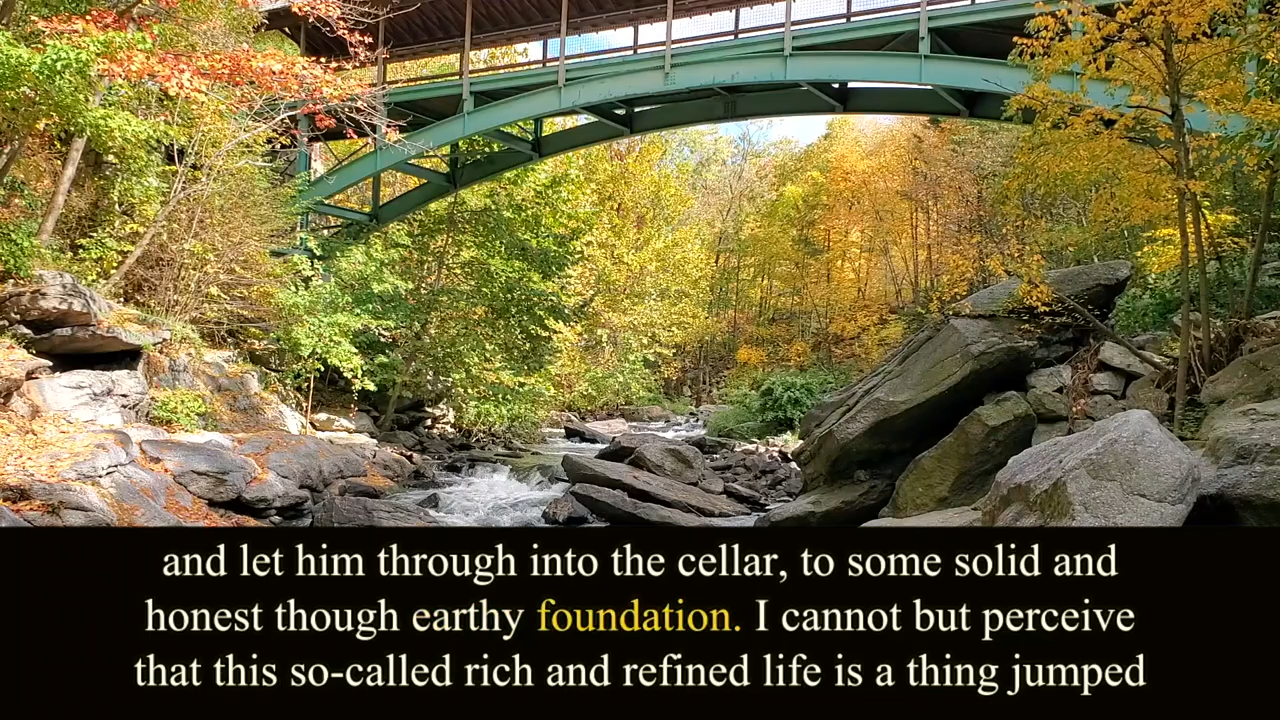 and let him through into the cellar, to some solid and
honest though earthy foundation. I cannot but perceive
that this so-called rich and refined life is a thing jumped